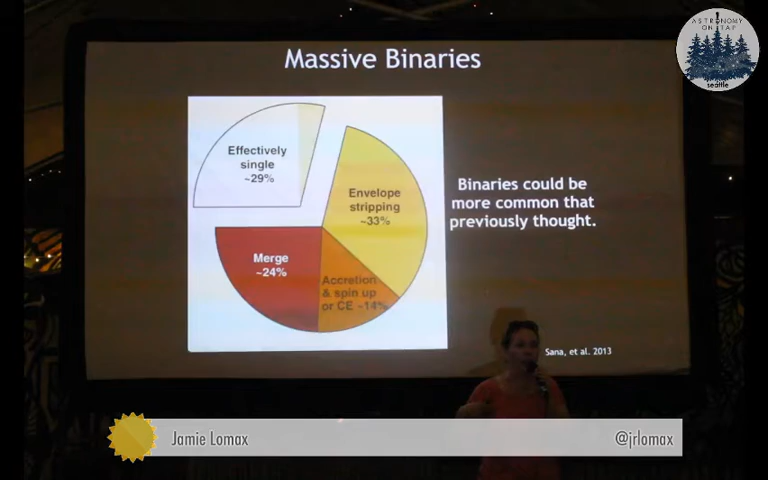 ASTRONOMY
ON TAP
seattle
Massive Binaries
Effectively
single
~29%
Envelope
stripping
~33%
Merge
~24%
Accretion
& spin up
or CE ~14%
Binaries could be
more common that
previously thought.
Sana, et al. 2013
Jamie Lomax
@jrlomax